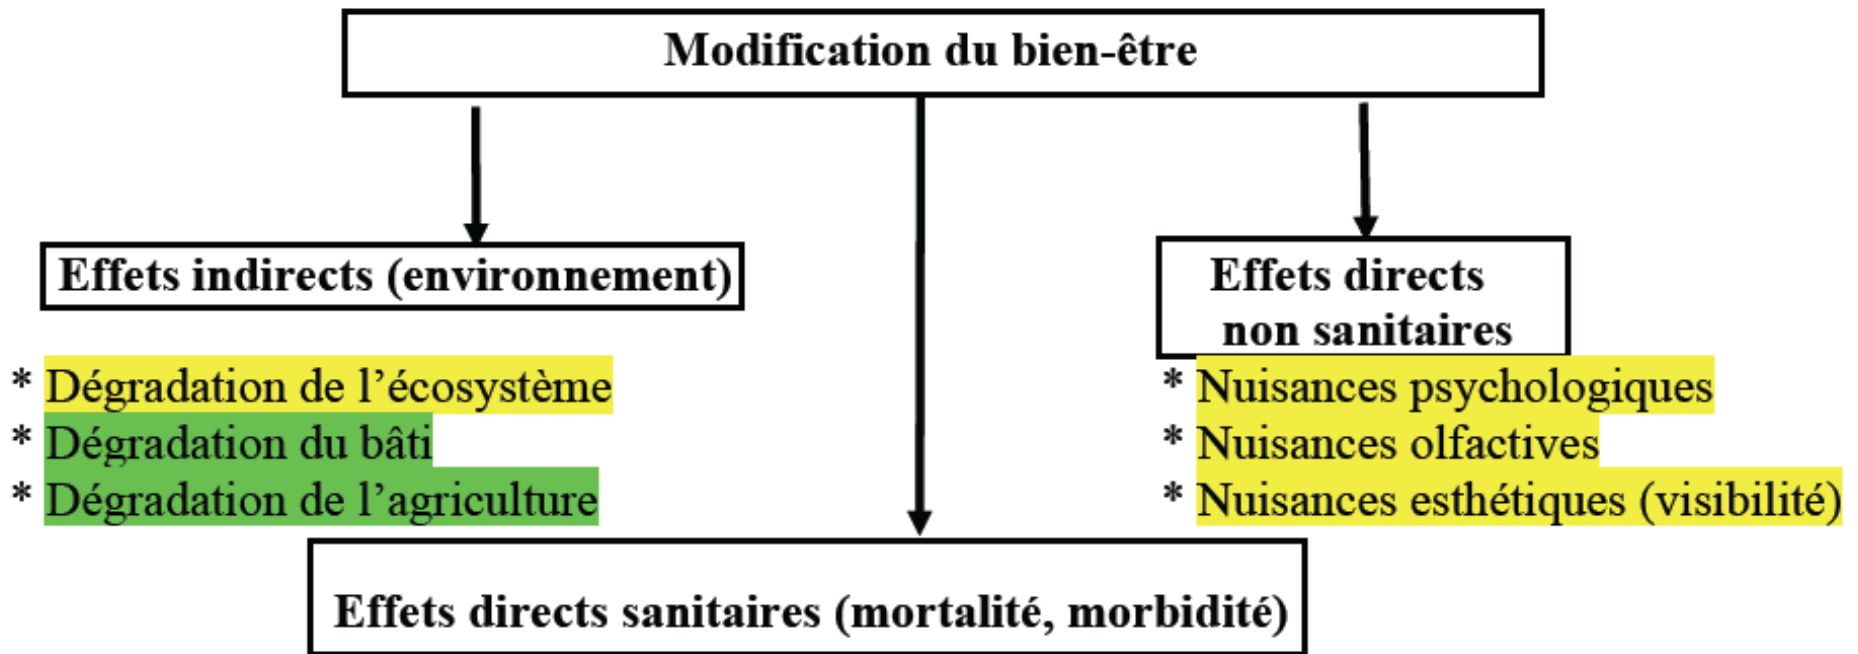 Modification du bien-être
Effets indirects (environnement)
* Dégradation de l'écosystème
* Dégradation du bâti
* Dégradation de l'agriculture
Effets directs
non sanitaires
* Nuisances psychologiques
* Nuisances olfactives
* Nuisances esthétiques (visibilité)
Effets directs sanitaires (mortalité, morbidité)